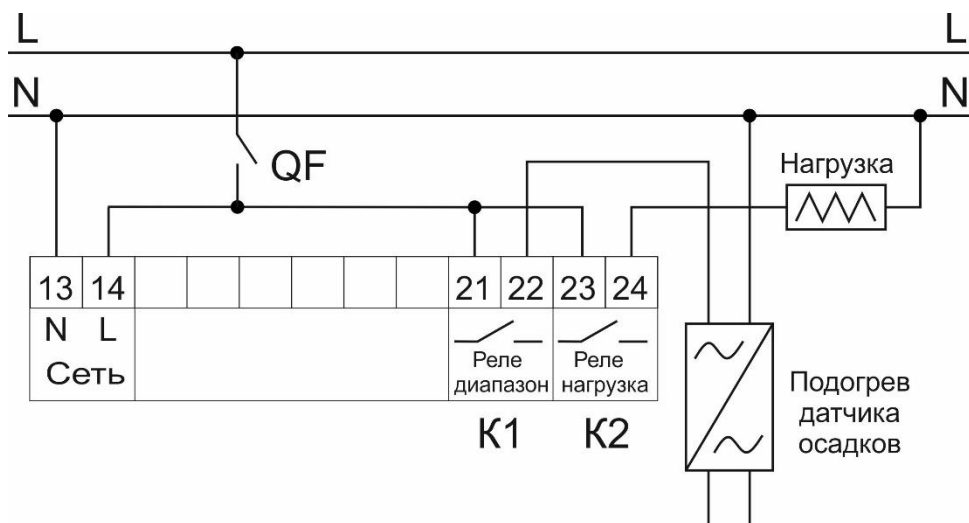 L L
N N
QF
Нагрузка
13 14 21 22 23 24
N L
Сеть
Реле
диапазон
Реле
нагрузка
К1 К2
Подогрев
датчика
осадков